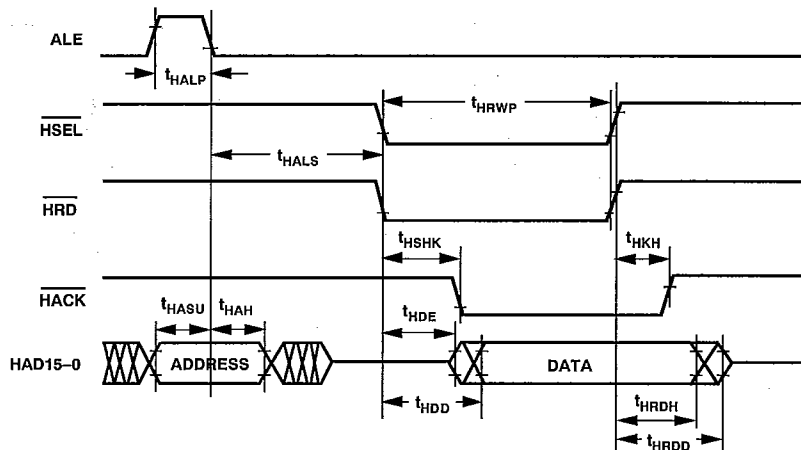 ALE
tHALP
HSEL
tHRWP
tHALS
HRD
tHSHK
tHKH
HACK
tHASU
tHAH
tHDE
HAD15–0
ADDRESS
DATA
tHDD
tHRDH
tHRDD